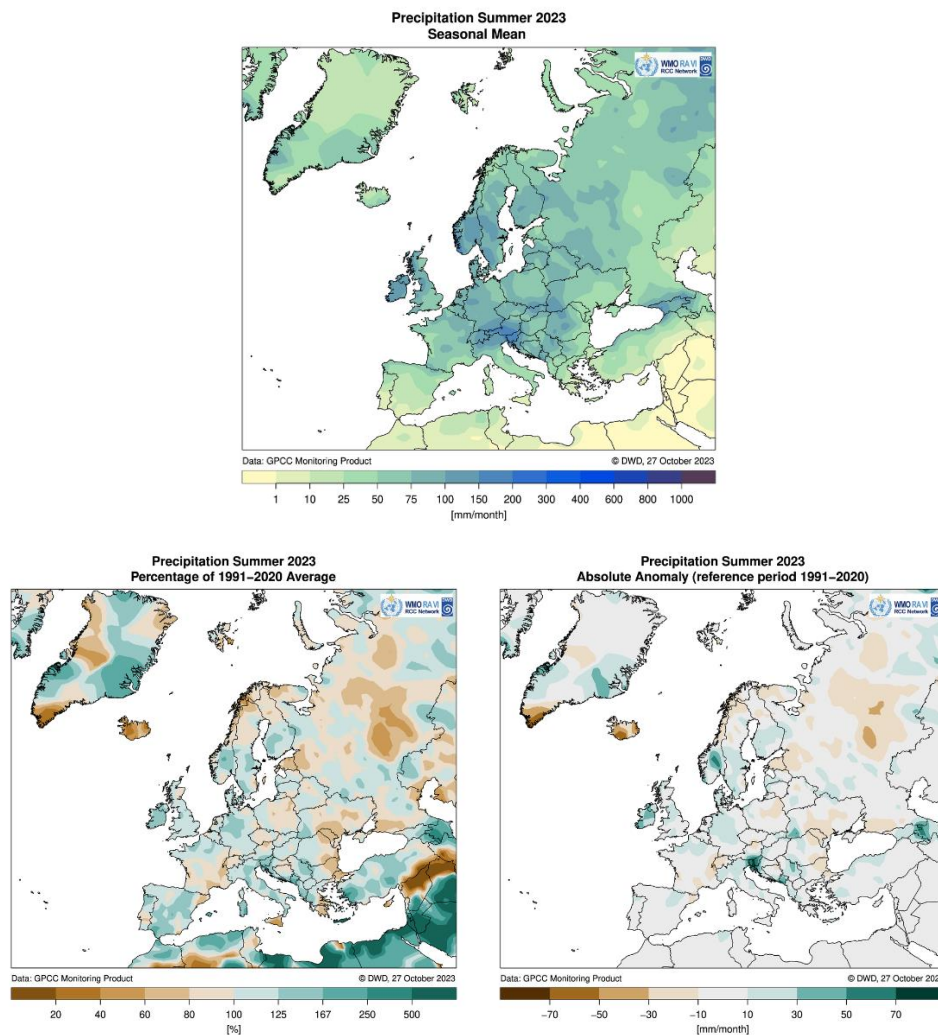 Precipitation Summer 2023
Seasonal Mean
WMO RA VI
RCC Network
Data: GPCC Monitoring Product
© DWD, 27 October 2023
1 10 25 50 75 100 150 200 300 400 600 800 1000
[mm/month]
Precipitation Summer 2023
Percentage of 1991−2020 Average
WMO RA VI
RCC Network
Data: GPCC Monitoring Product
© DWD, 27 October 2023
20 40 60 80 100 125 167 250 500
[%]
Precipitation Summer 2023
Absolute Anomaly (reference period 1991−2020)
WMO RA VI
RCC Network
Data: GPCC Monitoring Product
© DWD, 27 October 202
−70 −50 −30 −10 10 30 50 70
[mm/month]